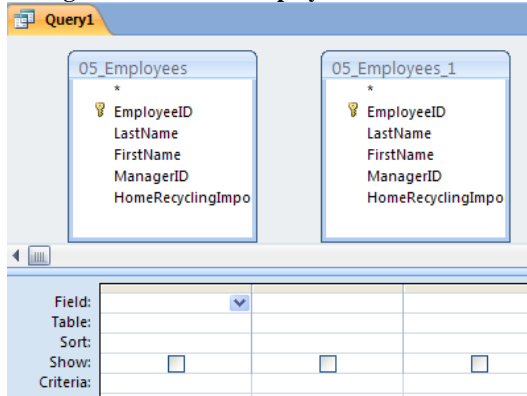 Query1
05_Employees
*
EmployeeID
LastName
FirstName
ManagerID
HomeRecyclingImpo
05_Employees_1
*
EmployeeID
LastName
FirstName
ManagerID
HomeRecyclingImpo
Field:
Table:
Sort:
Show:
Criteria: